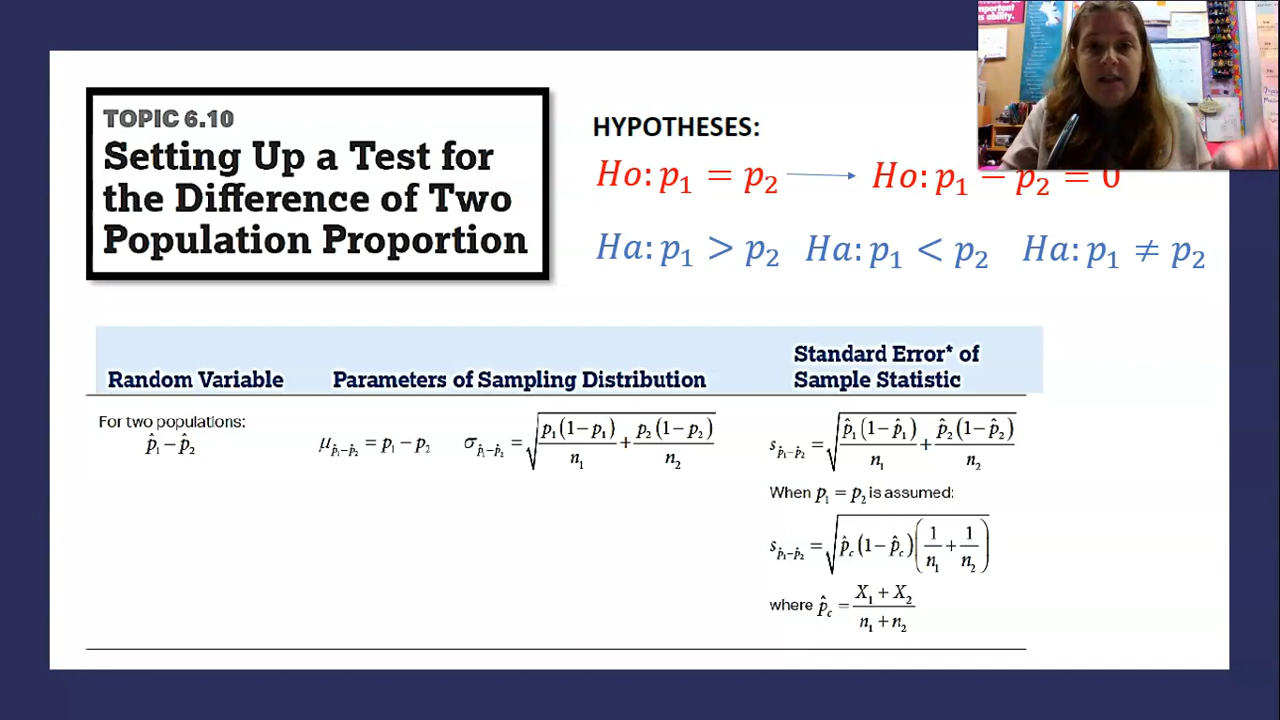 TOPIC 6.10
Setting Up a Test for
the Difference of Two
Population Proportion
HYPOTHESES:
Ho: p₁ = p₂ → Ho: p₁ − p₂ = 0
Ha: p₁ > p₂ Ha: p₁ < p₂ Ha: p₁ ≠ p₂
Random Variable
Parameters of Sampling Distribution
Standard Error* of
Sample Statistic
For two populations:
p̂₁ − p̂₂
μ_{p̂₁−p̂₂} = p₁ − p₂
σ_{p̂₁−p̂₂} = √(p₁(1−p₁)/n₁ + p₂(1−p₂)/n₂)
s_{p̂₁−p̂₂} = √(p̂₁(1−p̂₁)/n₁ + p̂₂(1−p̂₂)/n₂)
When p₁ = p₂ is assumed:
s_{p̂₁−p̂₂} = √(p̂_c(1−p̂_c)(1/n₁ + 1/n₂))
where p̂_c = (X₁ + X₂)/(n₁ + n₂)